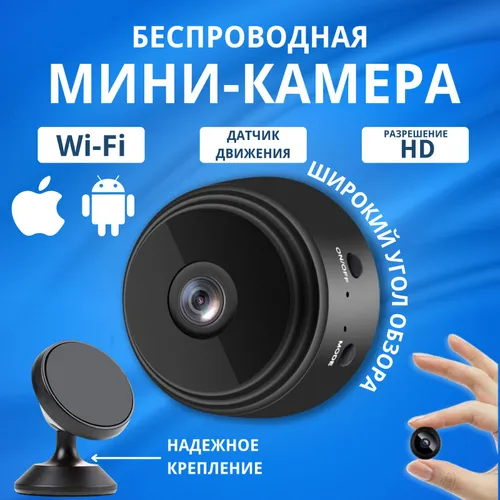 БЕСПРОВОДНАЯ
МИНИ-КАМЕРА
Wi-Fi
ДАТЧИК
ДВИЖЕНИЯ
РАЗРЕШЕНИЕ
HD
ШИРОКИЙ УГОЛ ОБЗОРА
ON/OFF
MODE
НАДЕЖНОЕ
КРЕПЛЕНИЕ